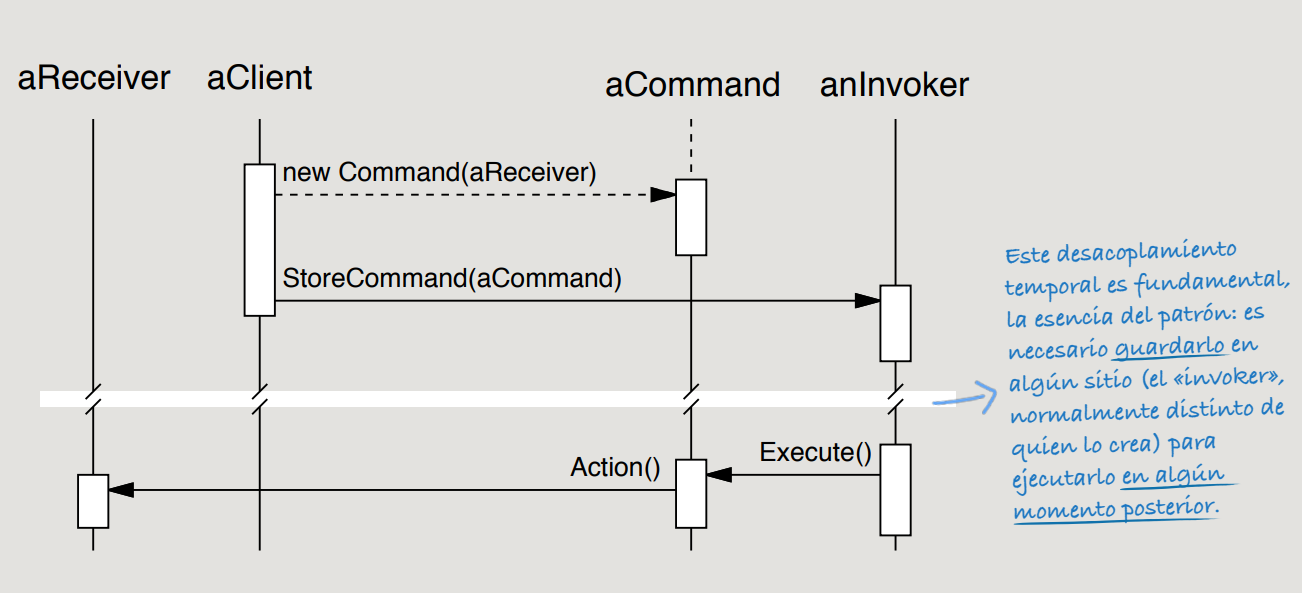 aReceiver
aClient
aCommand
anInvoker
new Command(aReceiver)
StoreCommand(aCommand)
Este desacoplamiento
temporal es fundamental,
la esencia del patrón: es
necesario guardarlo en
algún sitio (el «invoker»,
normalmente distinto de
quien lo crea) para
ejecutarlo en algún
momento posterior.
Action()
Execute()